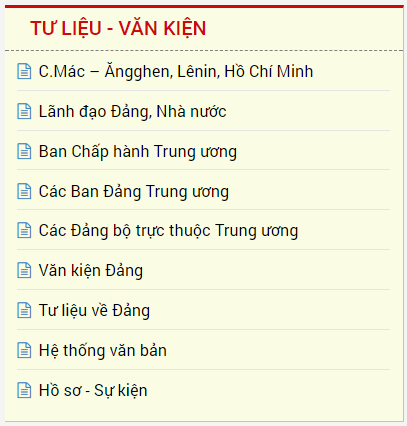 TƯ LIỆU - VĂN KIỆN
C.Mác – Ăngghen, Lênin, Hồ Chí Minh
Lãnh đạo Đảng, Nhà nước
Ban Chấp hành Trung ương
Các Ban Đảng Trung ương
Các Đảng bộ trực thuộc Trung ương
Văn kiện Đảng
Tư liệu về Đảng
Hệ thống văn bản
Hồ sơ - Sự kiện